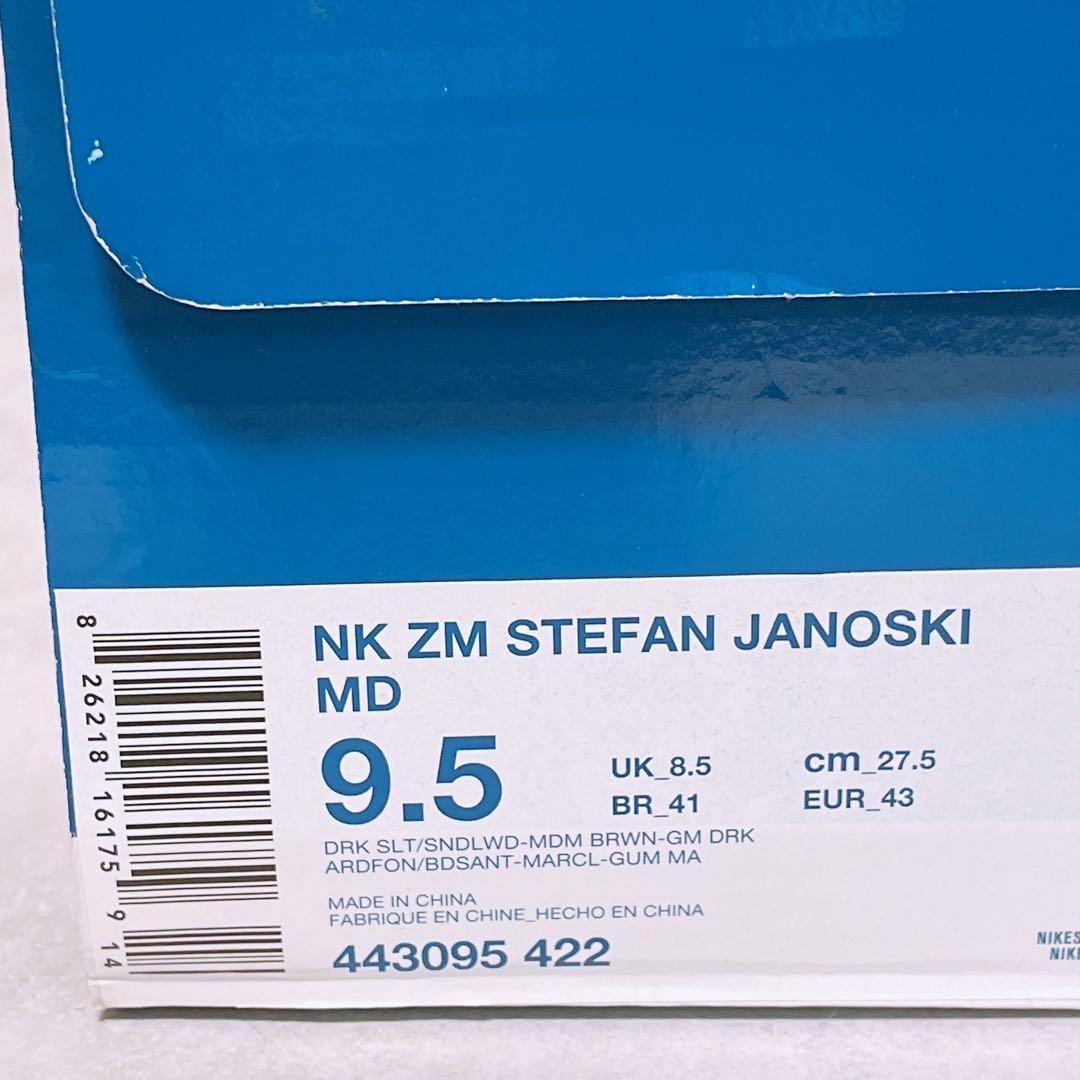 NK ZM STEFAN JANOSKI
MD
9.5
UK_8.5
cm_27.5
BR_41
EUR_43
DRK SLT/SNDLWD-MDM BRWN-GM DRK
ARDFON/BDSANT-MARCL-GUM MA
MADE IN CHINA
FABRIQUE EN CHINE_HECHO EN CHINA
443095 422
8 26218 16175 9 14